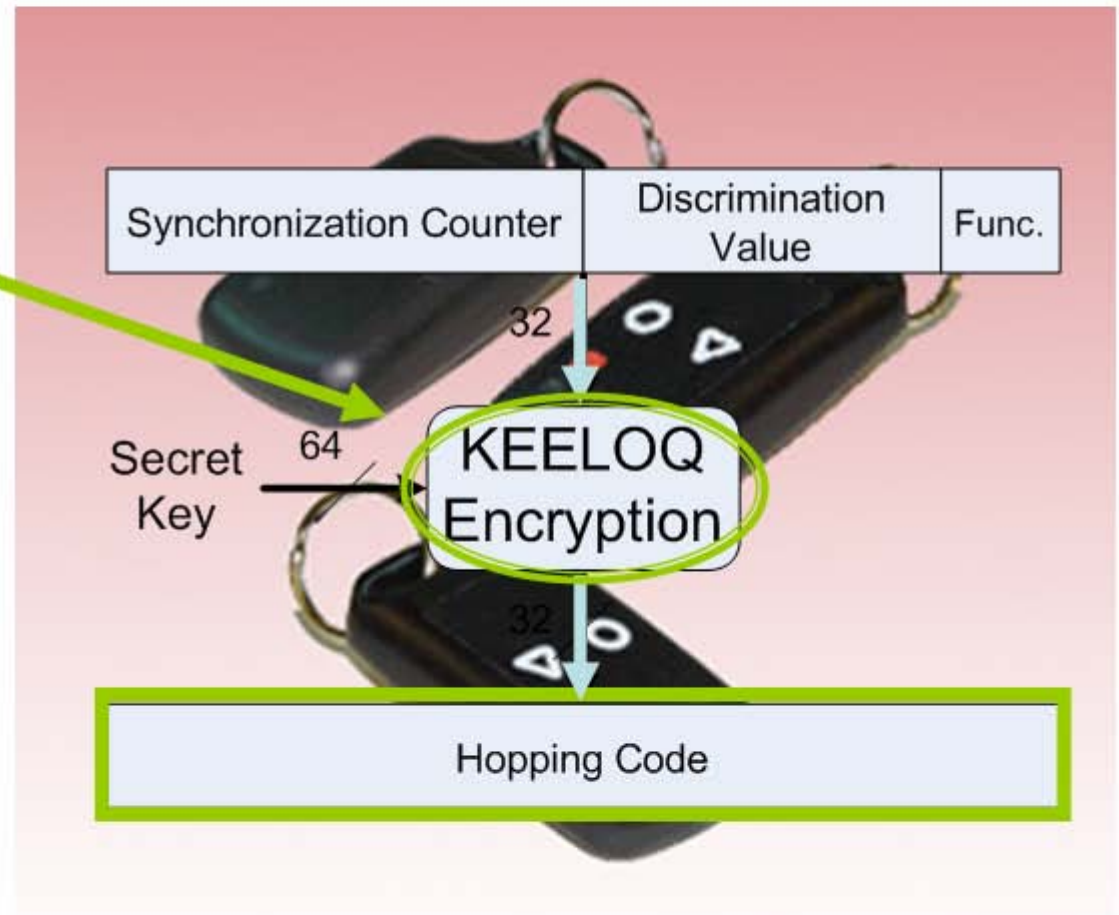 Synchronization Counter
Discrimination
Value
Func.
32
64
Secret
Key
KEELOQ
Encryption
32
Hopping Code